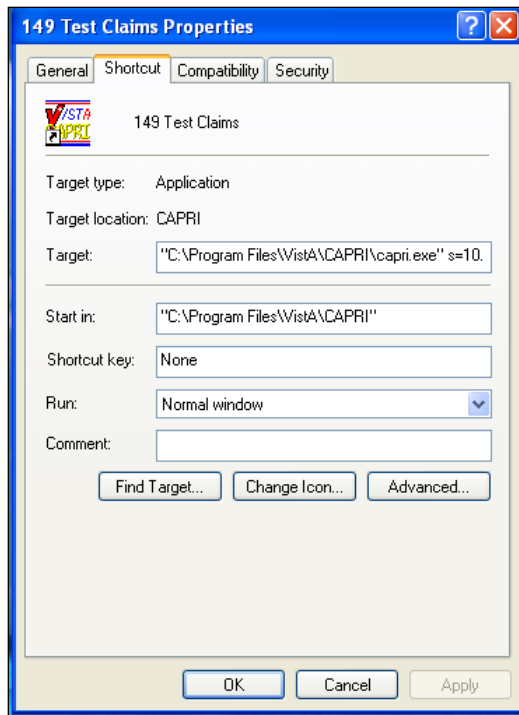 149 Test Claims Properties
General Shortcut Compatibility Security
VISTA
CAPRI
149 Test Claims
Target type: Application
Target location: CAPRI
Target: "C:\Program Files\VistA\CAPRI\capri.exe" s=10.
Start in: "C:\Program Files\VistA\CAPRI"
Shortcut key: None
Run: Normal window
Comment:
Find Target... Change Icon... Advanced...
OK Cancel Apply